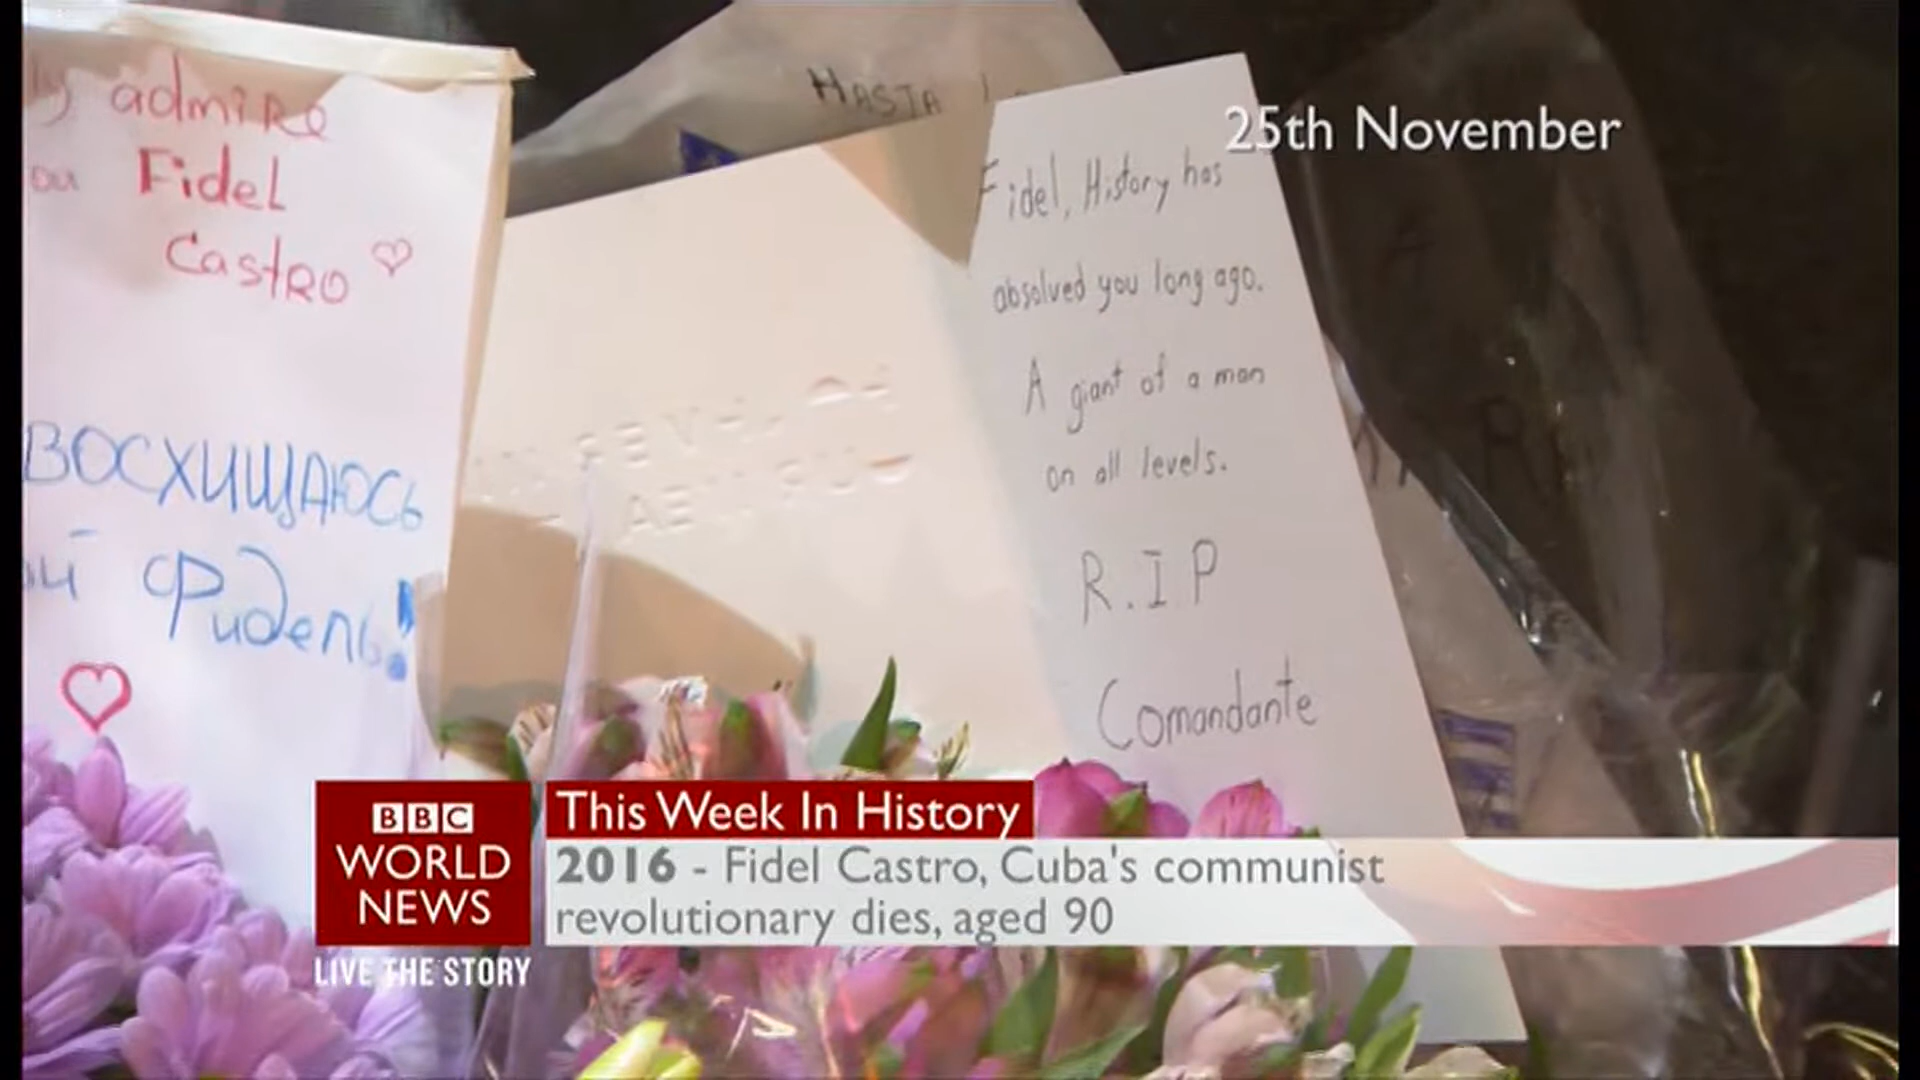 admire
Fidel
Castro
ВОСХИЩАЮСЬ
Фидель!
HASTA
Fidel, History has
absolved you long ago.
A giant of a man
on all levels.
R.I.P
Comandante
25th November
BBC
WORLD
NEWS
LIVE THE STORY
This Week In History
2016 - Fidel Castro, Cuba's communist
revolutionary dies, aged 90